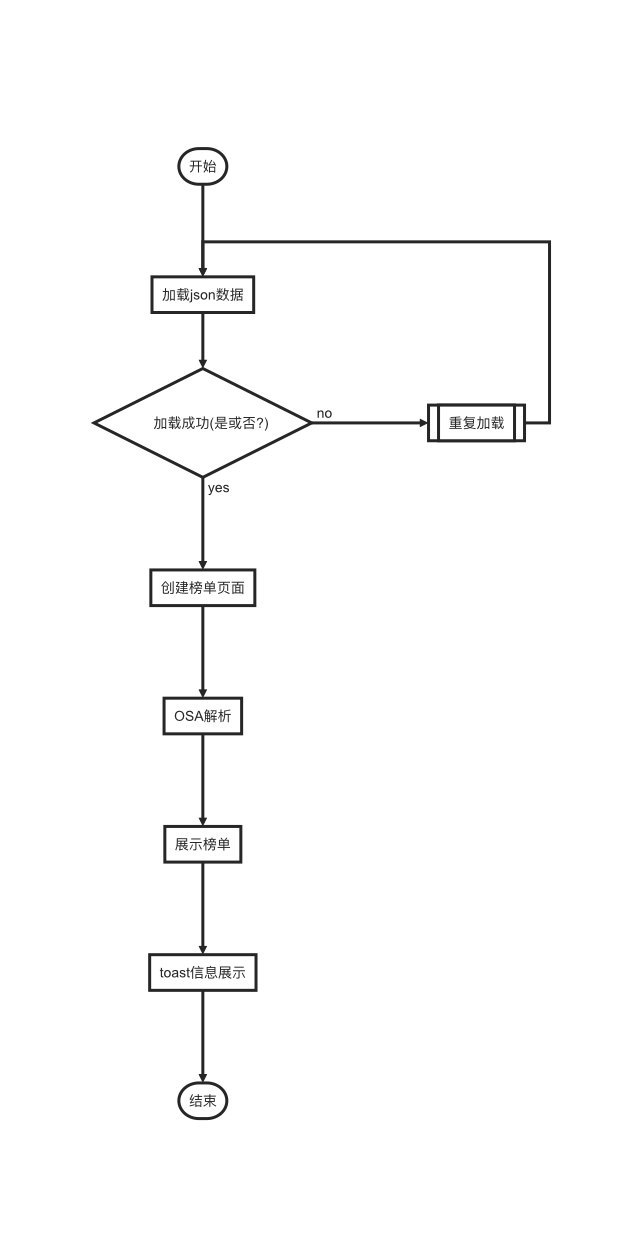 开始
加载json数据
加载成功(是或否?)
no
重复加载
yes
创建榜单页面
OSA解析
展示榜单
toast信息展示
结束